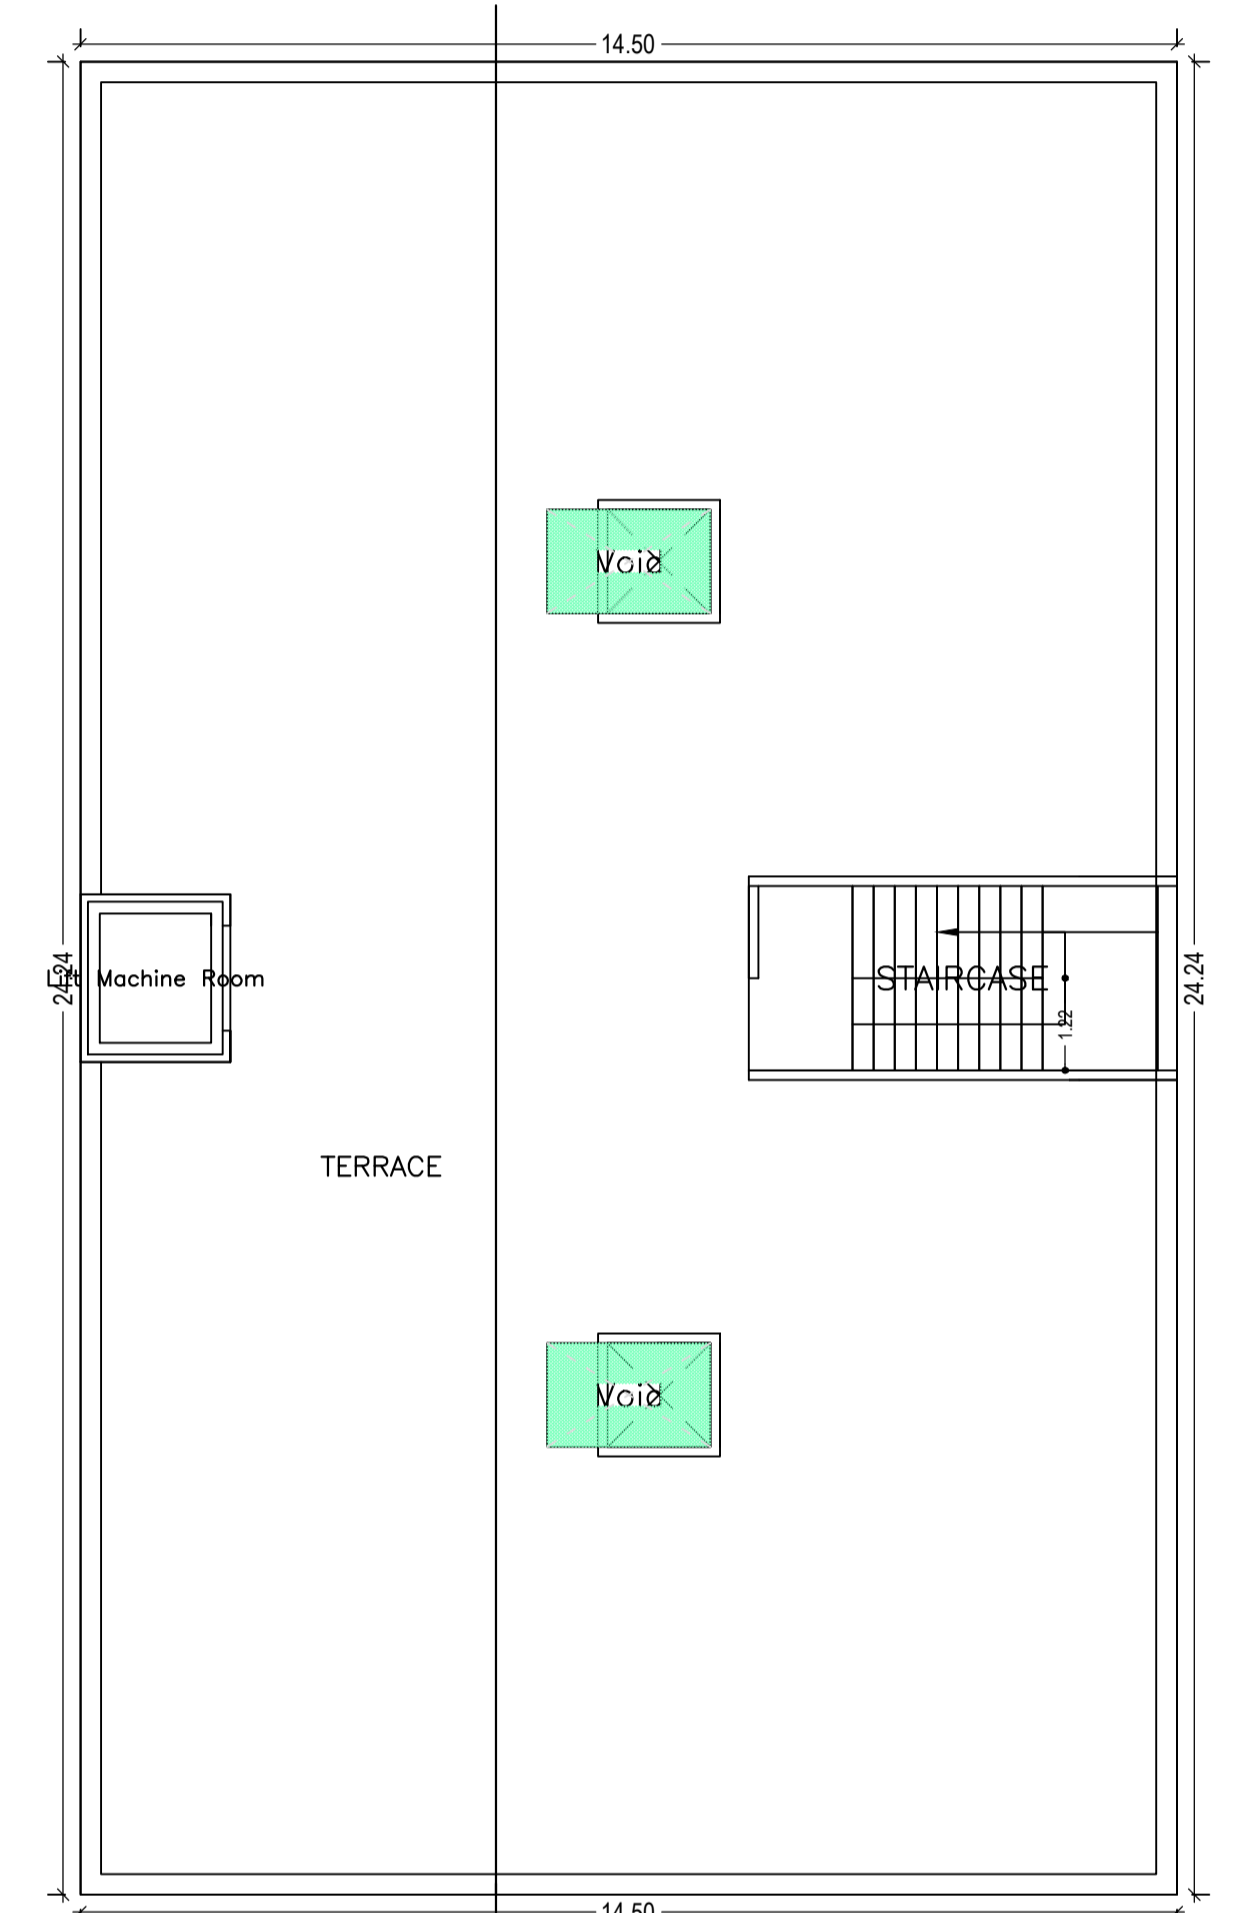 14.50
Void
24.24
Lift Machine Room
STAIRCASE
24.24
1.22
TERRACE
Void
14.50